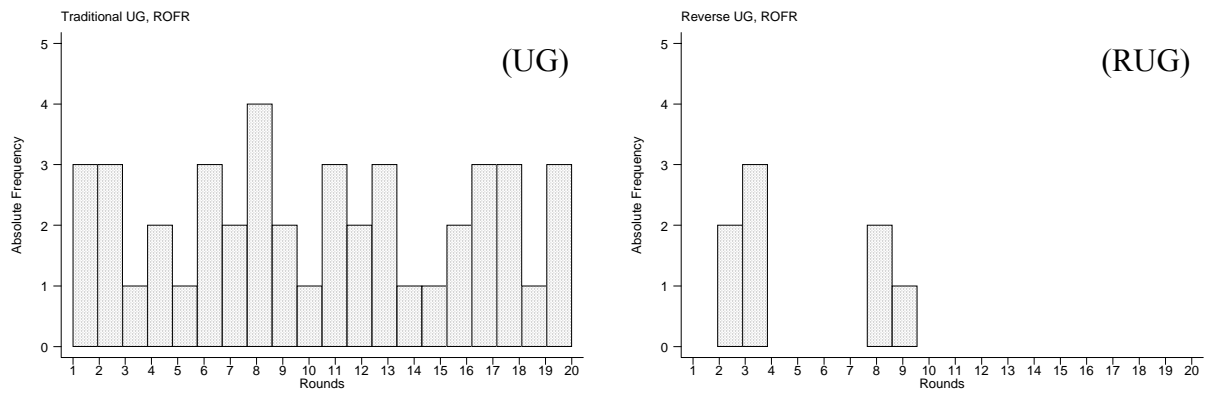 Traditional UG, ROFR
(UG)
Absolute Frequency
5
4
3
2
1
0
1 2 3 4 5 6 7 8 9 10 11 12 13 14 15 16 17 18 19 20
Rounds
Reverse UG, ROFR
(RUG)
Absolute Frequency
5
4
3
2
1
0
1 2 3 4 5 6 7 8 9 10 11 12 13 14 15 16 17 18 19 20
Rounds